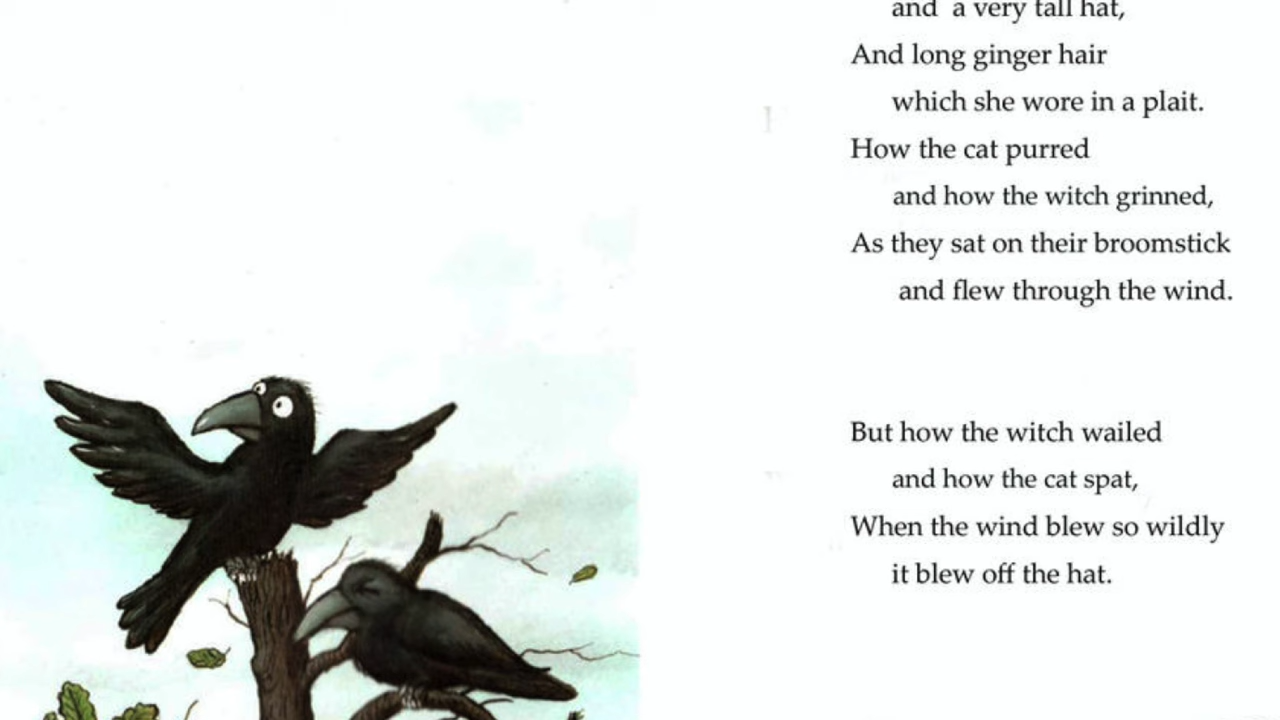 and a very tall hat,
And long ginger hair
which she wore in a plait.
How the cat purred
and how the witch grinned,
As they sat on their broomstick
and flew through the wind.
But how the witch wailed
and how the cat spat,
When the wind blew so wildly
it blew off the hat.